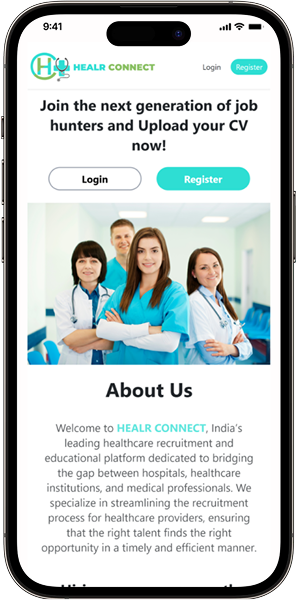 9:41
HEALR CONNECT
Login
Register
Join the next generation of job
hunters and Upload your CV
now!
Login
Register
About Us
Welcome to HEALR CONNECT, India's
leading healthcare recruitment and
educational platform dedicated to bridging
the gap between hospitals, healthcare
institutions, and medical professionals. We
specialize in streamlining the recruitment
process for healthcare providers, ensuring
that the right talent finds the right
opportunity in a timely and efficient manner.